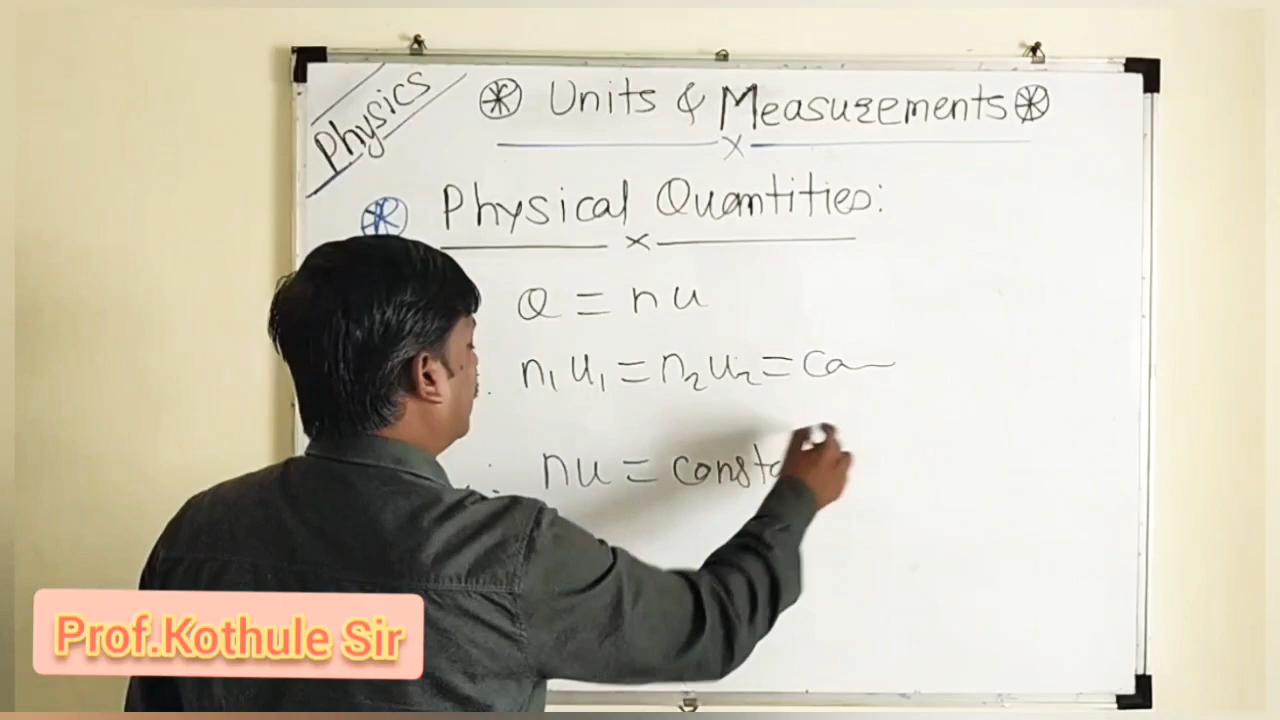 Physics
Units & Measurements
Physical Quantities:
Q = nu
n₁u₁ = n₂u₂ =
nu = consta
Prof.Kothule Sir